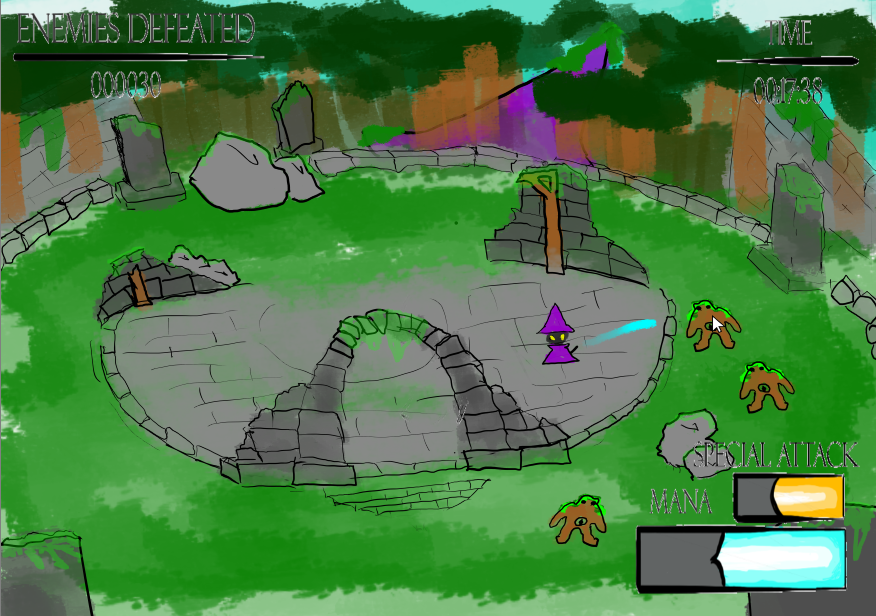 ENEMIES DEFEATED
000030
TIME
00:17:38
SPECIAL ATTACK
MANA